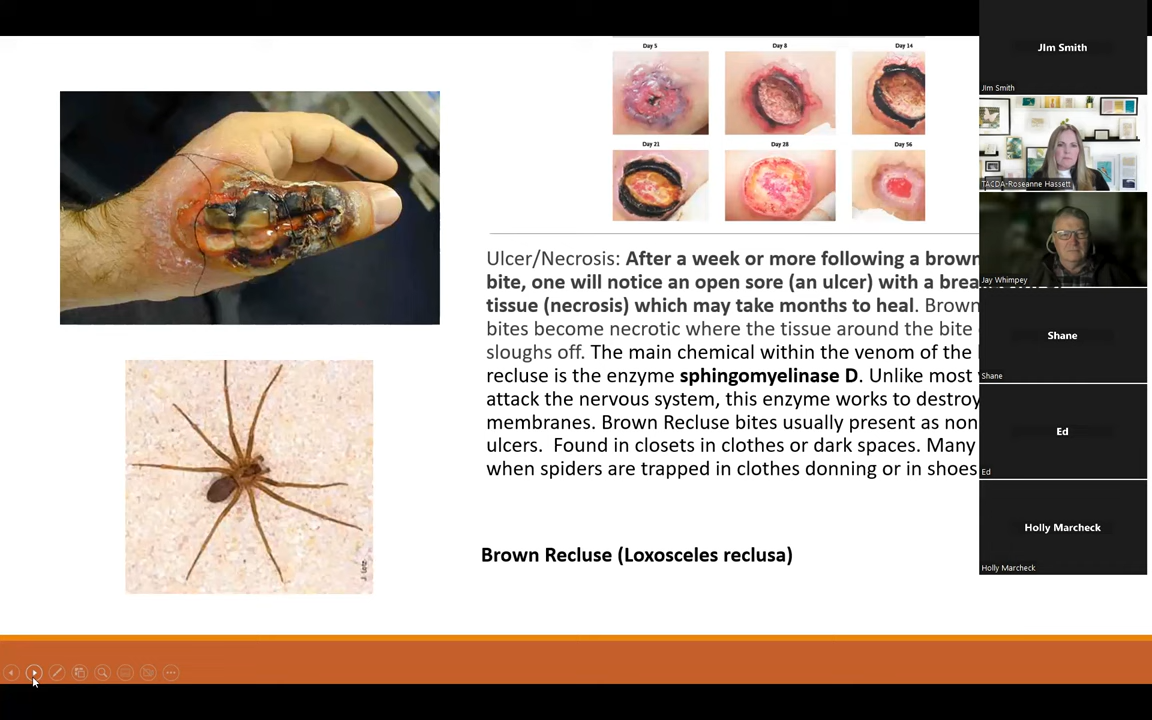 Day 5
Day 8
Day 14
Day 21
Day 28
Day 56
Ulcer/Necrosis: After a week or more following a brown
bite, one will notice an open sore (an ulcer) with a
tissue (necrosis) which may take months to heal. Brown
bites become necrotic where the tissue around the bite
sloughs off. The main chemical within the venom of the
recluse is the enzyme sphingomyelinase D. Unlike most
attack the nervous system, this enzyme works to destroy
membranes. Brown Recluse bites usually present as non
ulcers. Found in closets in clothes or dark spaces. Many
when spiders are trapped in clothes donning or in shoes
Brown Recluse (Loxosceles reclusa)
JIm Smith
JIm Smith
TACDA-Roseanne Hassett
Jay Whimpey
Shane
Shane
Ed
Ed
Holly Marcheck
Holly Marcheck